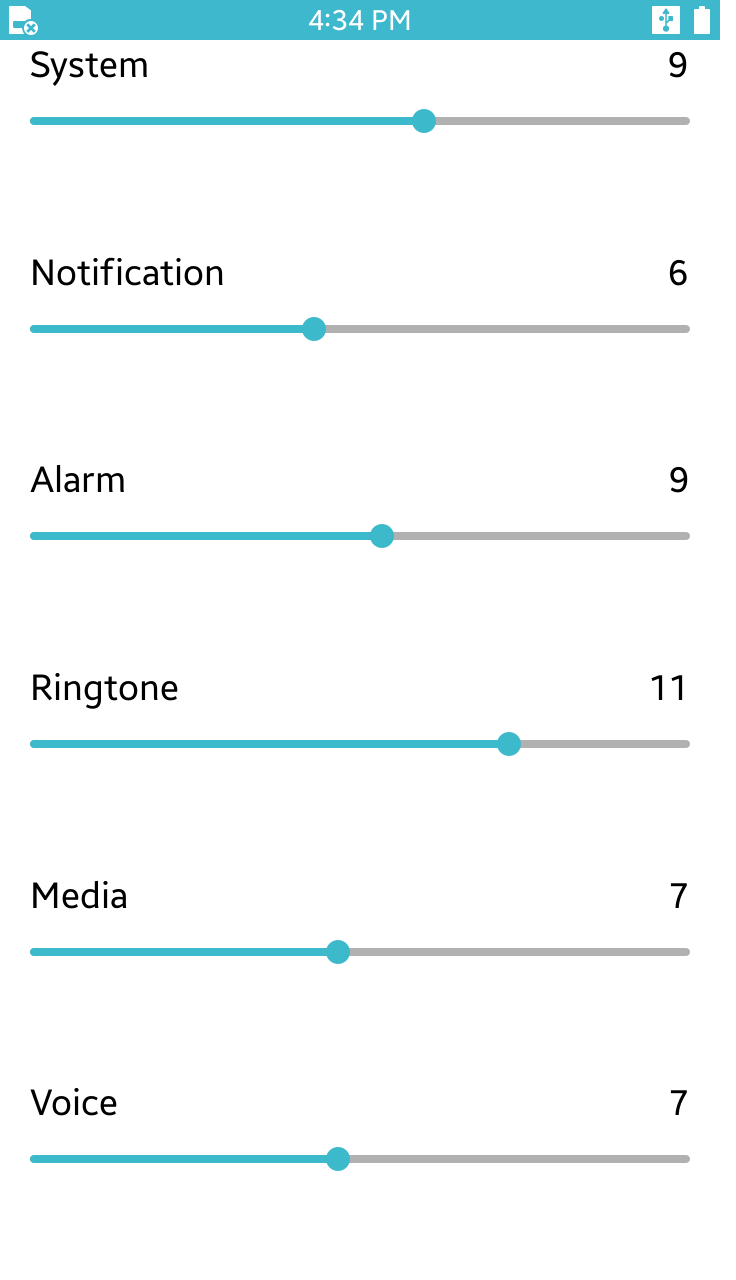 4:34 PM
System 9
Notification 6
Alarm 9
Ringtone 11
Media 7
Voice 7